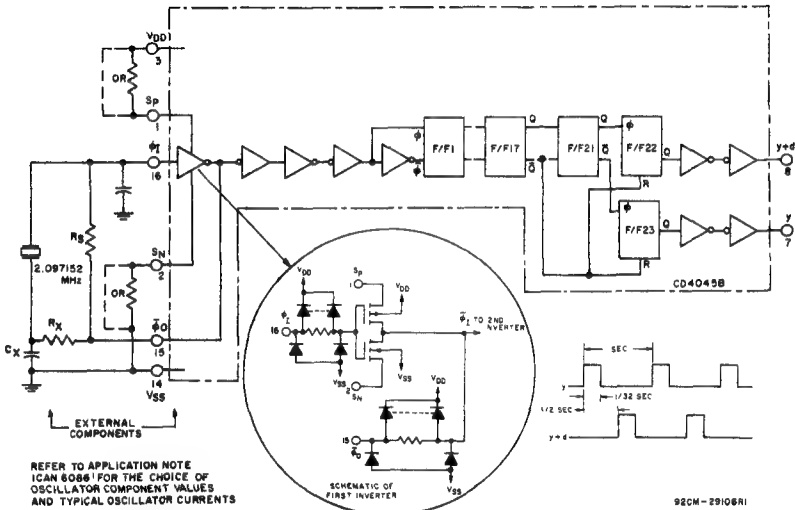 VDD
3
OR
SP
1
ΦI
16
RS
2.097152
MHz
SN
2
OR
RX
CX
Φ̄O
15
14
VSS
EXTERNAL
COMPONENTS
REFER TO APPLICATION NOTE
ICAN 6086' FOR THE CHOICE OF
OSCILLATOR COMPONENT VALUES
AND TYPICAL OSCILLATOR CURRENTS
Φ
Φ̄
F/F1
F/F17
Q
Q̄
F/F21
Q
Q̄
Φ
F/F22
Q
R
y+d
8
Φ
F/F23
Q
R
y
7
CD4045B
VDD
SP
1
VDD
ΦI
16
VSS
VSS
2
SN
Φ̄I TO 2ND
INVERTER
VDD
15
Φ̄O
VSS
SCHEMATIC OF
FIRST INVERTER
SEC
y
1/32 SEC
1/2 SEC
y+d
92CM-29106R1